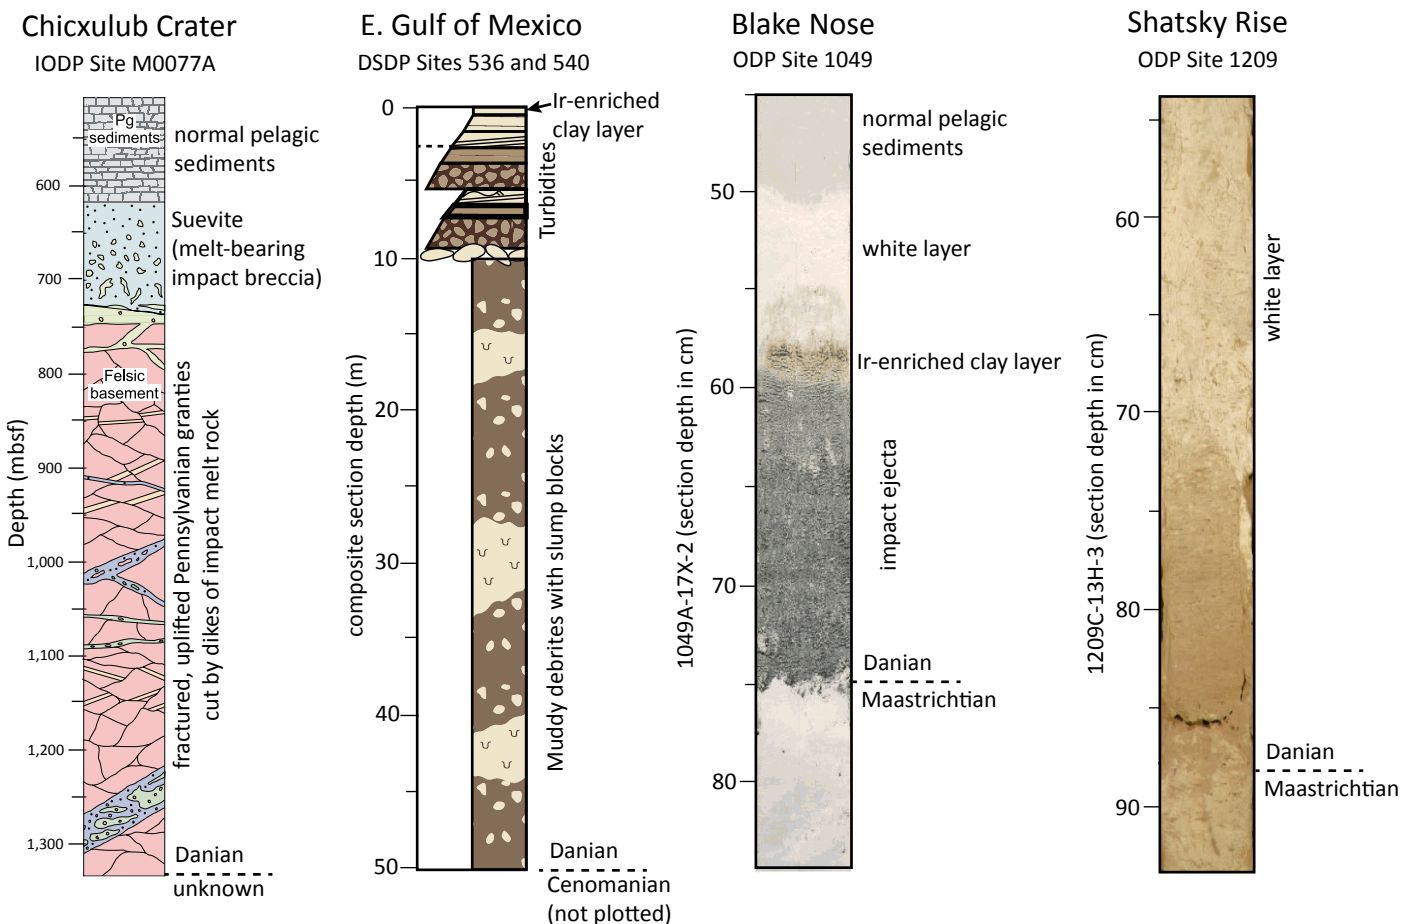 Chicxulub Crater
IODP Site M0077A
Depth (mbsf)
600
700
800
900
1,000
1,100
1,200
1,300
Pg
sediments
normal pelagic
sediments
Suevite
(melt-bearing
impact breccia)
Felsic
basement
fractured, uplifted Pennsylvanian granties
cut by dikes of impact melt rock
Danian
unknown
E. Gulf of Mexico
DSDP Sites 536 and 540
composite section depth (m)
0
10
20
30
40
50
Ir-enriched
clay layer
Turbidites
Muddy debrites with slump blocks
Danian
Cenomanian
(not plotted)
Blake Nose
ODP Site 1049
1049A-17X-2 (section depth in cm)
50
60
70
80
normal pelagic
sediments
white layer
Ir-enriched clay layer
impact ejecta
Danian
Maastrichtian
Shatsky Rise
ODP Site 1209
1209C-13H-3 (section depth in cm)
60
70
80
90
white layer
Danian
Maastrichtian